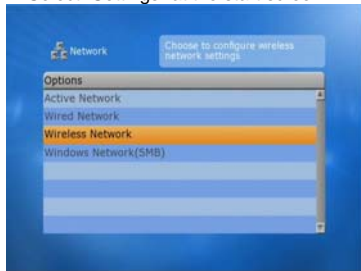 Network
Choose to configure wireless
network settings
Options
Active Network
Wired Network
Wireless Network
Windows Network(SMB)